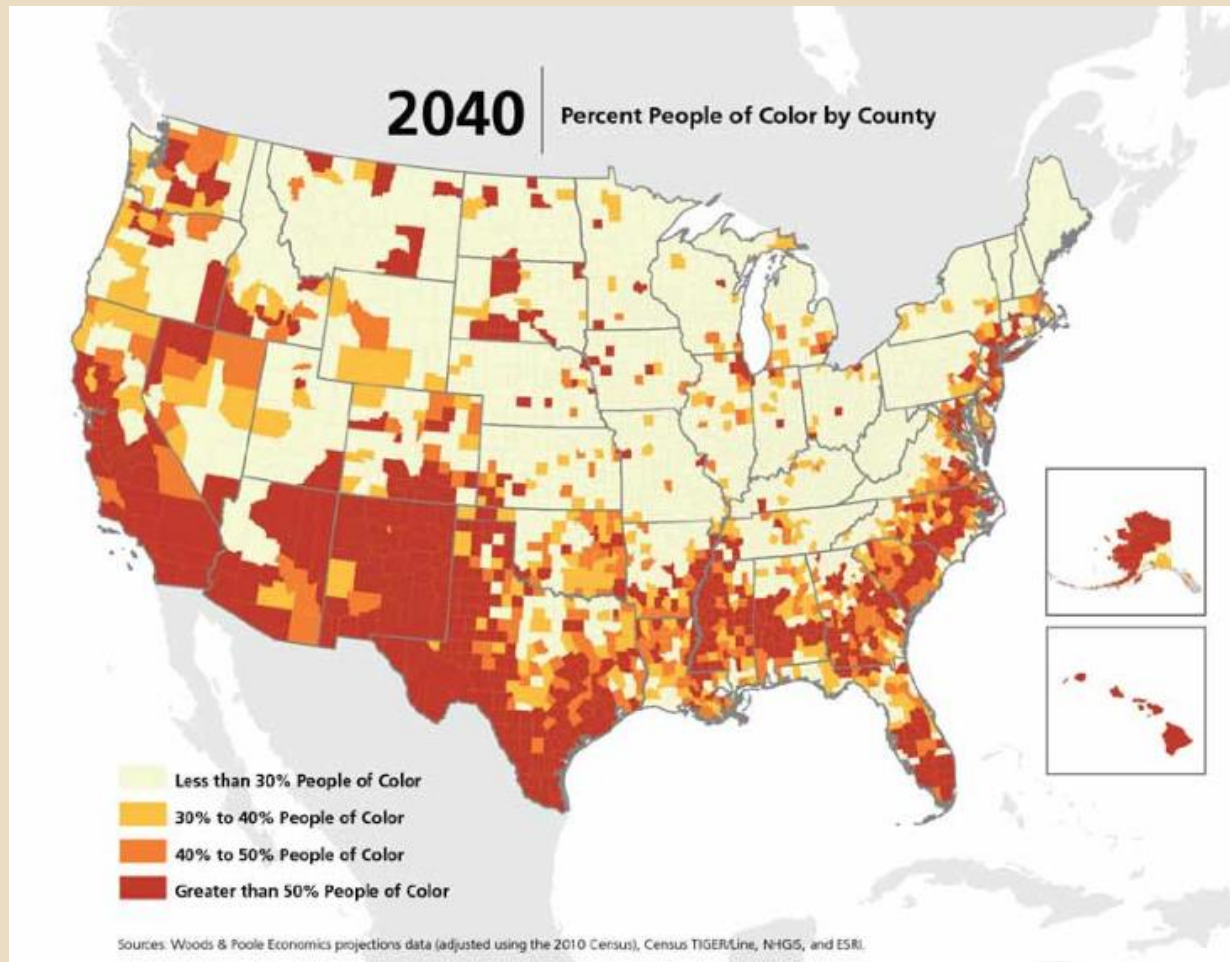 2040
Percent People of Color by County
Less than 30% People of Color
30% to 40% People of Color
40% to 50% People of Color
Greater than 50% People of Color
Sources: Woods & Poole Economics projections data (adjusted using the 2010 Census), Census TIGER/Line, NHGIS, and ESRI.